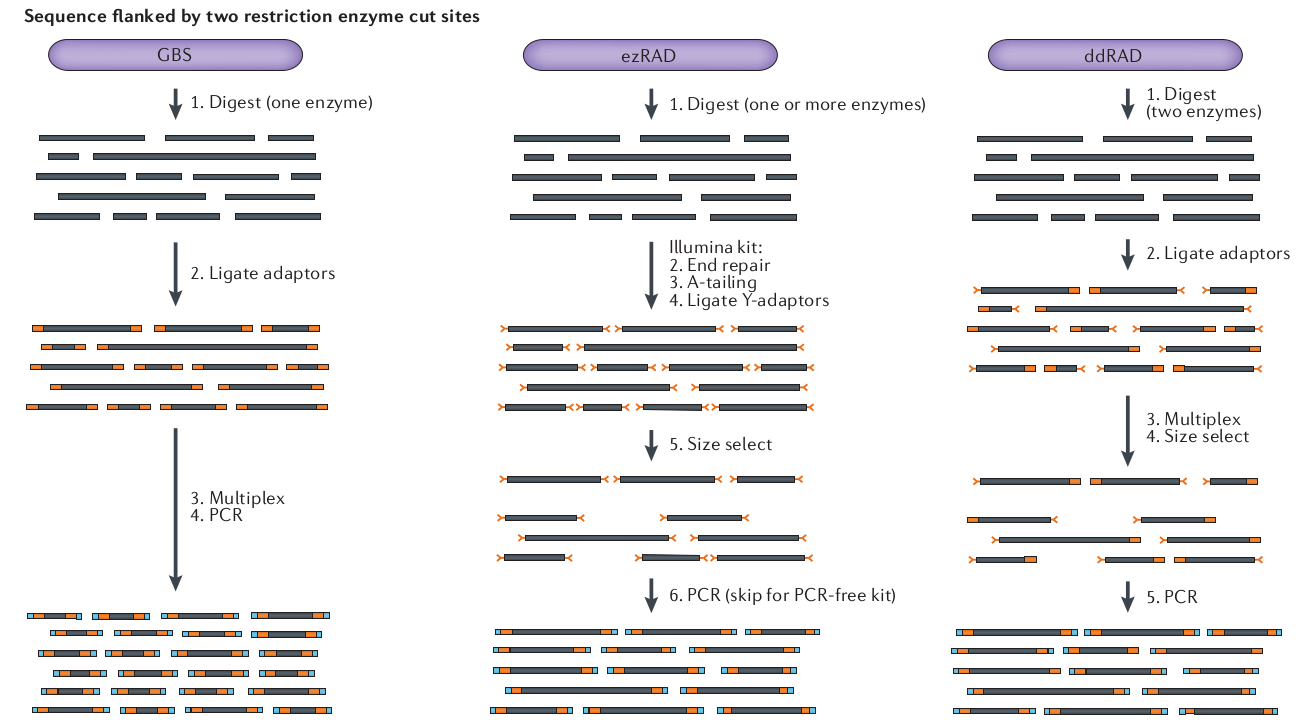 Sequence flanked by two restriction enzyme cut sites
GBS
1. Digest (one enzyme)
2. Ligate adaptors
3. Multiplex
4. PCR
ezRAD
1. Digest (one or more enzymes)
Illumina kit:
2. End repair
3. A-tailing
4. Ligate Y-adaptors
5. Size select
6. PCR (skip for PCR-free kit)
ddRAD
1. Digest
(two enzymes)
2. Ligate adaptors
3. Multiplex
4. Size select
5. PCR